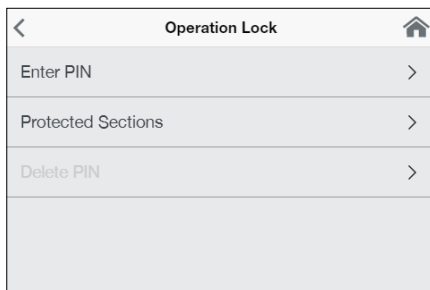 Operation Lock
Enter PIN
Protected Sections
Delete PIN